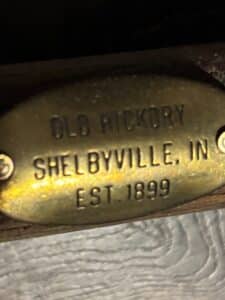 OLD HICKORY
SHELBYVILLE, IN
EST. 1899